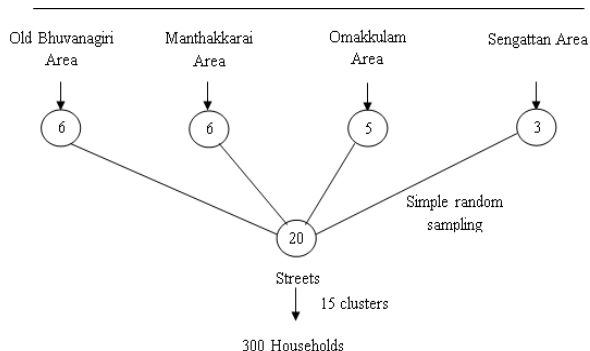 Old Bhuvanagiri
Area
Manthakkarai
Area
Omakkulam
Area
Sengattan Area
6
6
5
3
Simple random
sampling
20
Streets
15 clusters
300 Households